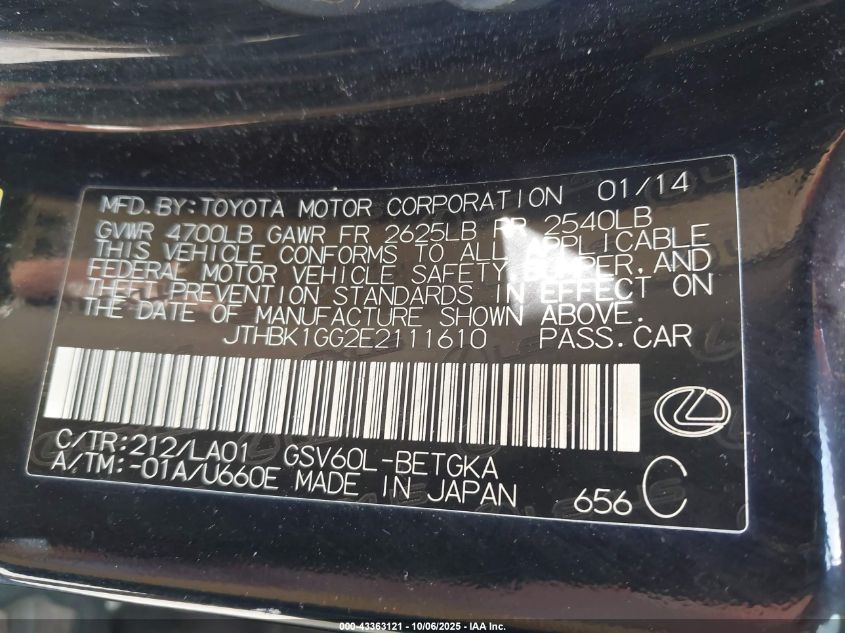 MFD.BY:TOYOTA MOTOR CORPORATION 01/14
GVWR 4700LB GAWR FR 2625LB RR 2540LB
THIS VEHICLE CONFORMS TO ALL APPLICABLE
FEDERAL MOTOR VEHICLE SAFETY, BUMPER, AND
THEFT PREVENTION STANDARDS IN EFFECT ON
THE DATE OF MANUFACTURE SHOWN ABOVE.
JTHBK1GG2E2111610 PASS.CAR
C/TR:212/LA01 GSV60L-BETGKA
A/TM:-01A/U660E MADE IN JAPAN 656 C
000-43363121 | 10/06/2025 - IAA Inc.